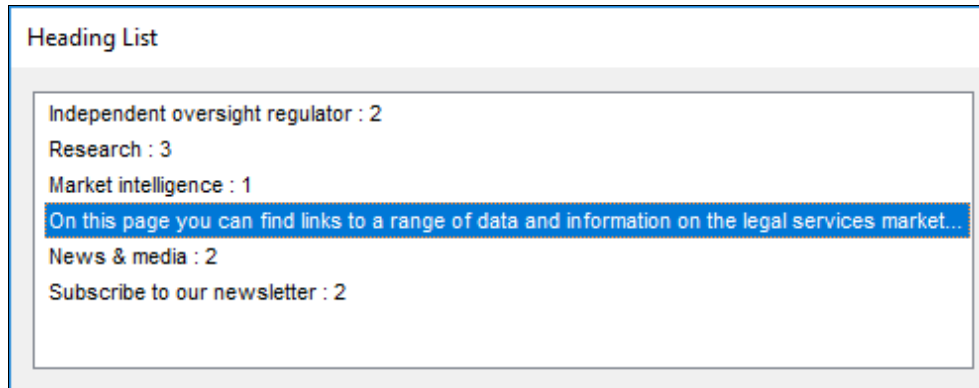 Heading List
Independent oversight regulator : 2
Research : 3
Market intelligence : 1
On this page you can find links to a range of data and information on the legal services market...
News & media : 2
Subscribe to our newsletter : 2